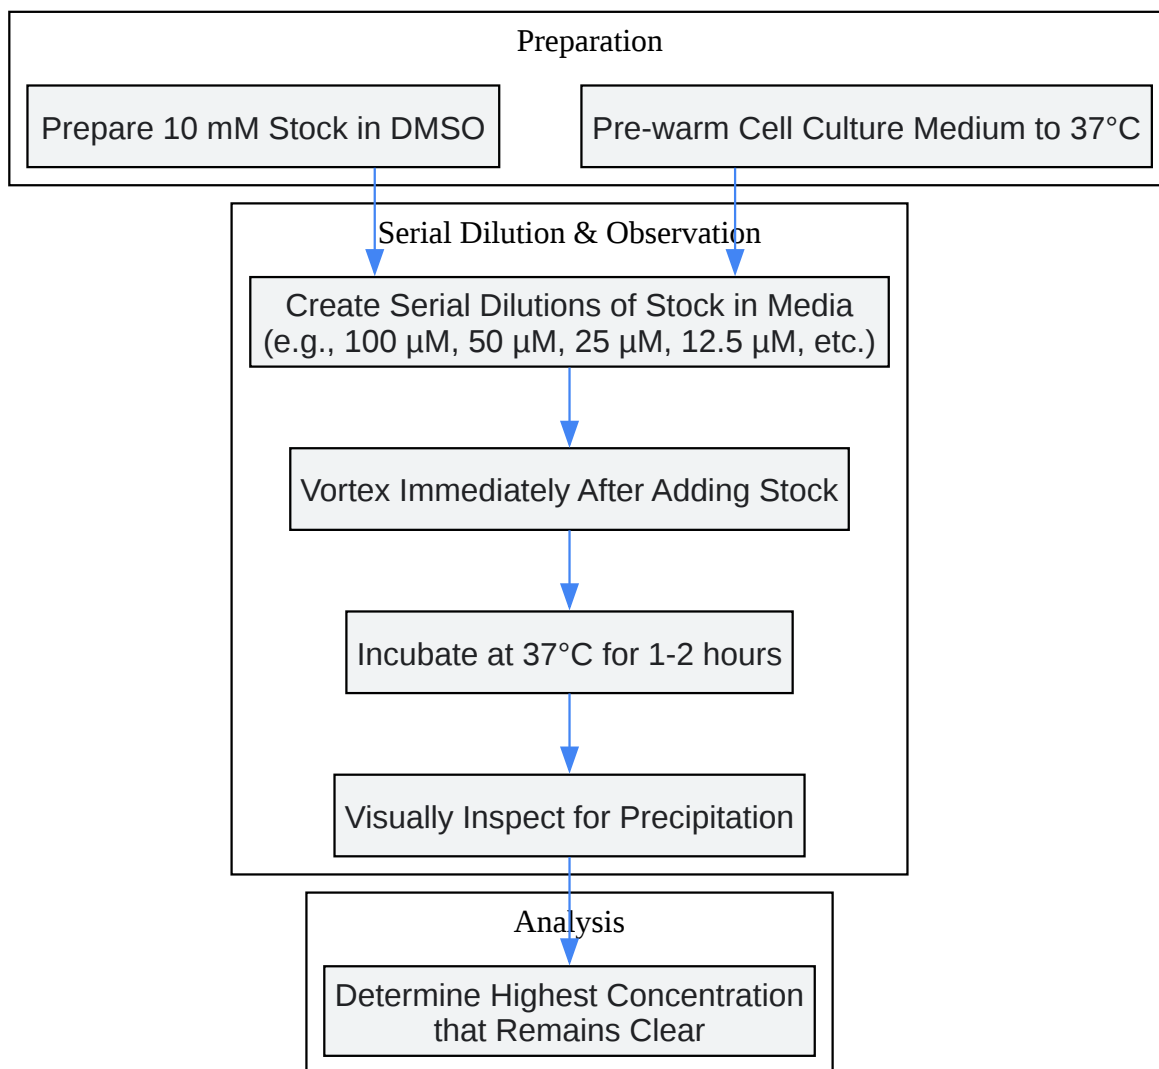 Preparation
Prepare 10 mM Stock in DMSO
Pre-warm Cell Culture Medium to 37°C
Serial Dilution & Observation
Create Serial Dilutions of Stock in Media
(e.g., 100 µM, 50 µM, 25 µM, 12.5 µM, etc.)
Vortex Immediately After Adding Stock
Incubate at 37°C for 1-2 hours
Visually Inspect for Precipitation
Analysis
Determine Highest Concentration
that Remains Clear